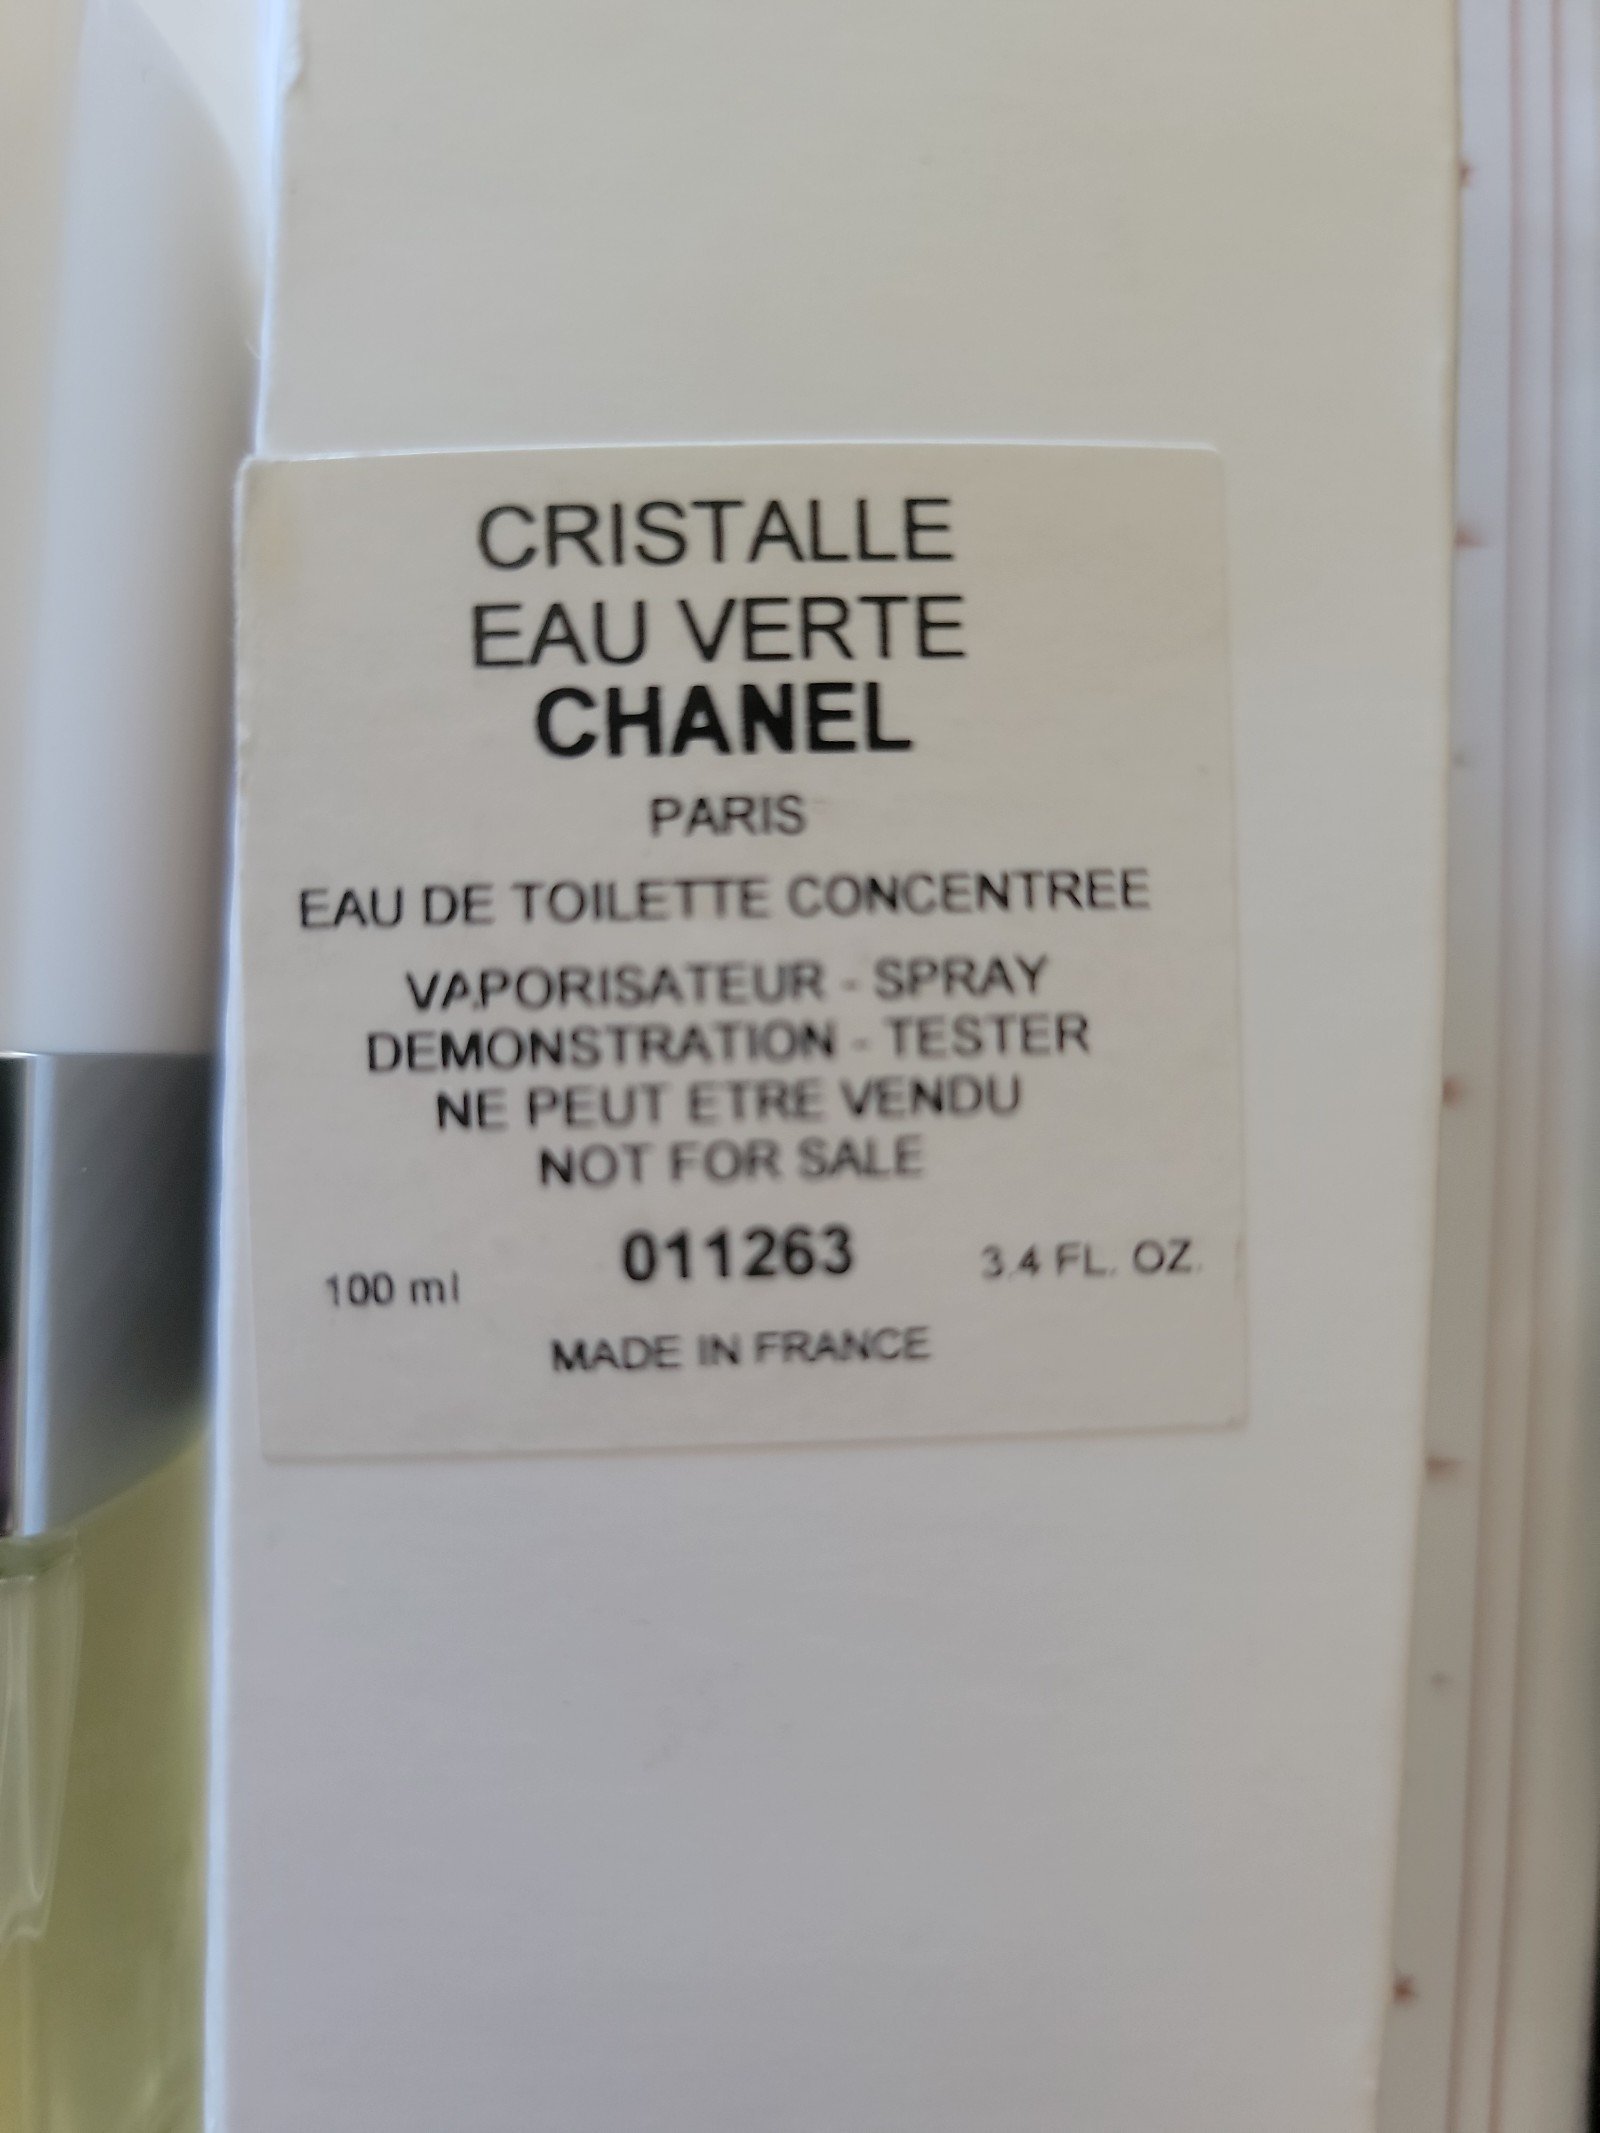 CRISTALLE
EAU VERTE
CHANEL
PARIS
EAU DE TOILETTE CONCENTREE
VAPORISATEUR - SPRAY
DEMONSTRATION - TESTER
NE PEUT ETRE VENDU
NOT FOR SALE
100 ml 011263 3.4 FL. OZ.
MADE IN FRANCE